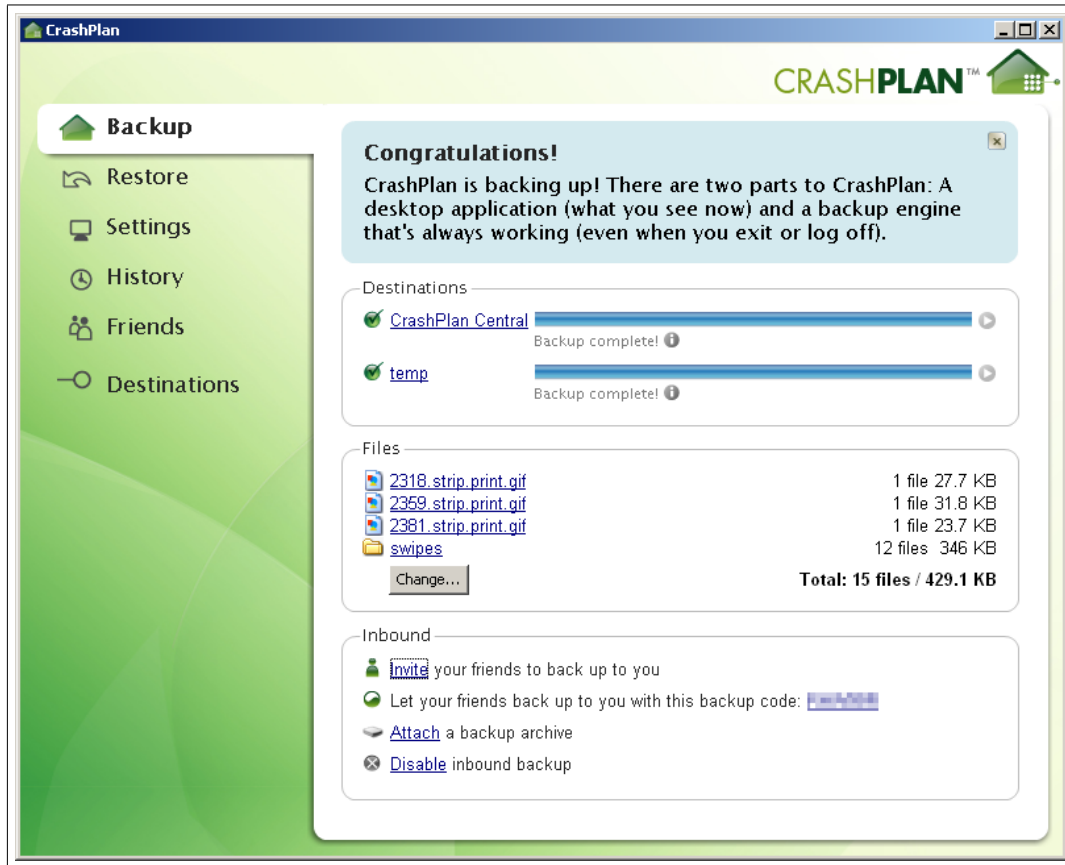 CrashPlan
CRASHPLAN™
Backup
Restore
Settings
History
Friends
Destinations
Congratulations!
CrashPlan is backing up! There are two parts to CrashPlan: A
desktop application (what you see now) and a backup engine
that's always working (even when you exit or log off).
Destinations
CrashPlan Central
Backup complete!
temp
Backup complete!
Files
2318.strip.print.gif 1 file 27.7 KB
2359.strip.print.gif 1 file 31.8 KB
2381.strip.print.gif 1 file 23.7 KB
swipes 12 files 346 KB
Change... Total: 15 files / 429.1 KB
Inbound
Invite your friends to back up to you
Let your friends back up to you with this backup code:
Attach a backup archive
Disable inbound backup